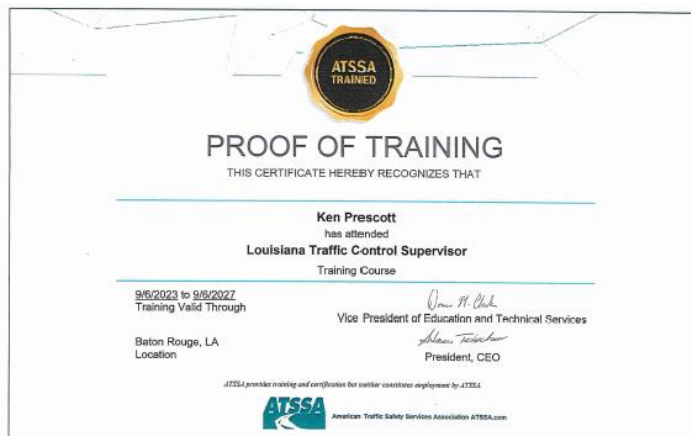 ATSSA
TRAINED
PROOF OF TRAINING
THIS CERTIFICATE HEREBY RECOGNIZES THAT
Ken Prescott
has attended
Louisiana Traffic Control Supervisor
Training Course
9/6/2023 to 9/6/2027
Training Valid Through
Vice President of Education and Technical Services
Baton Rouge, LA
Location
President, CEO
ATSSA provides training and certification but neither constitutes employment by ATSSA
ATSSA
American Traffic Safety Services Association ATSSA.com